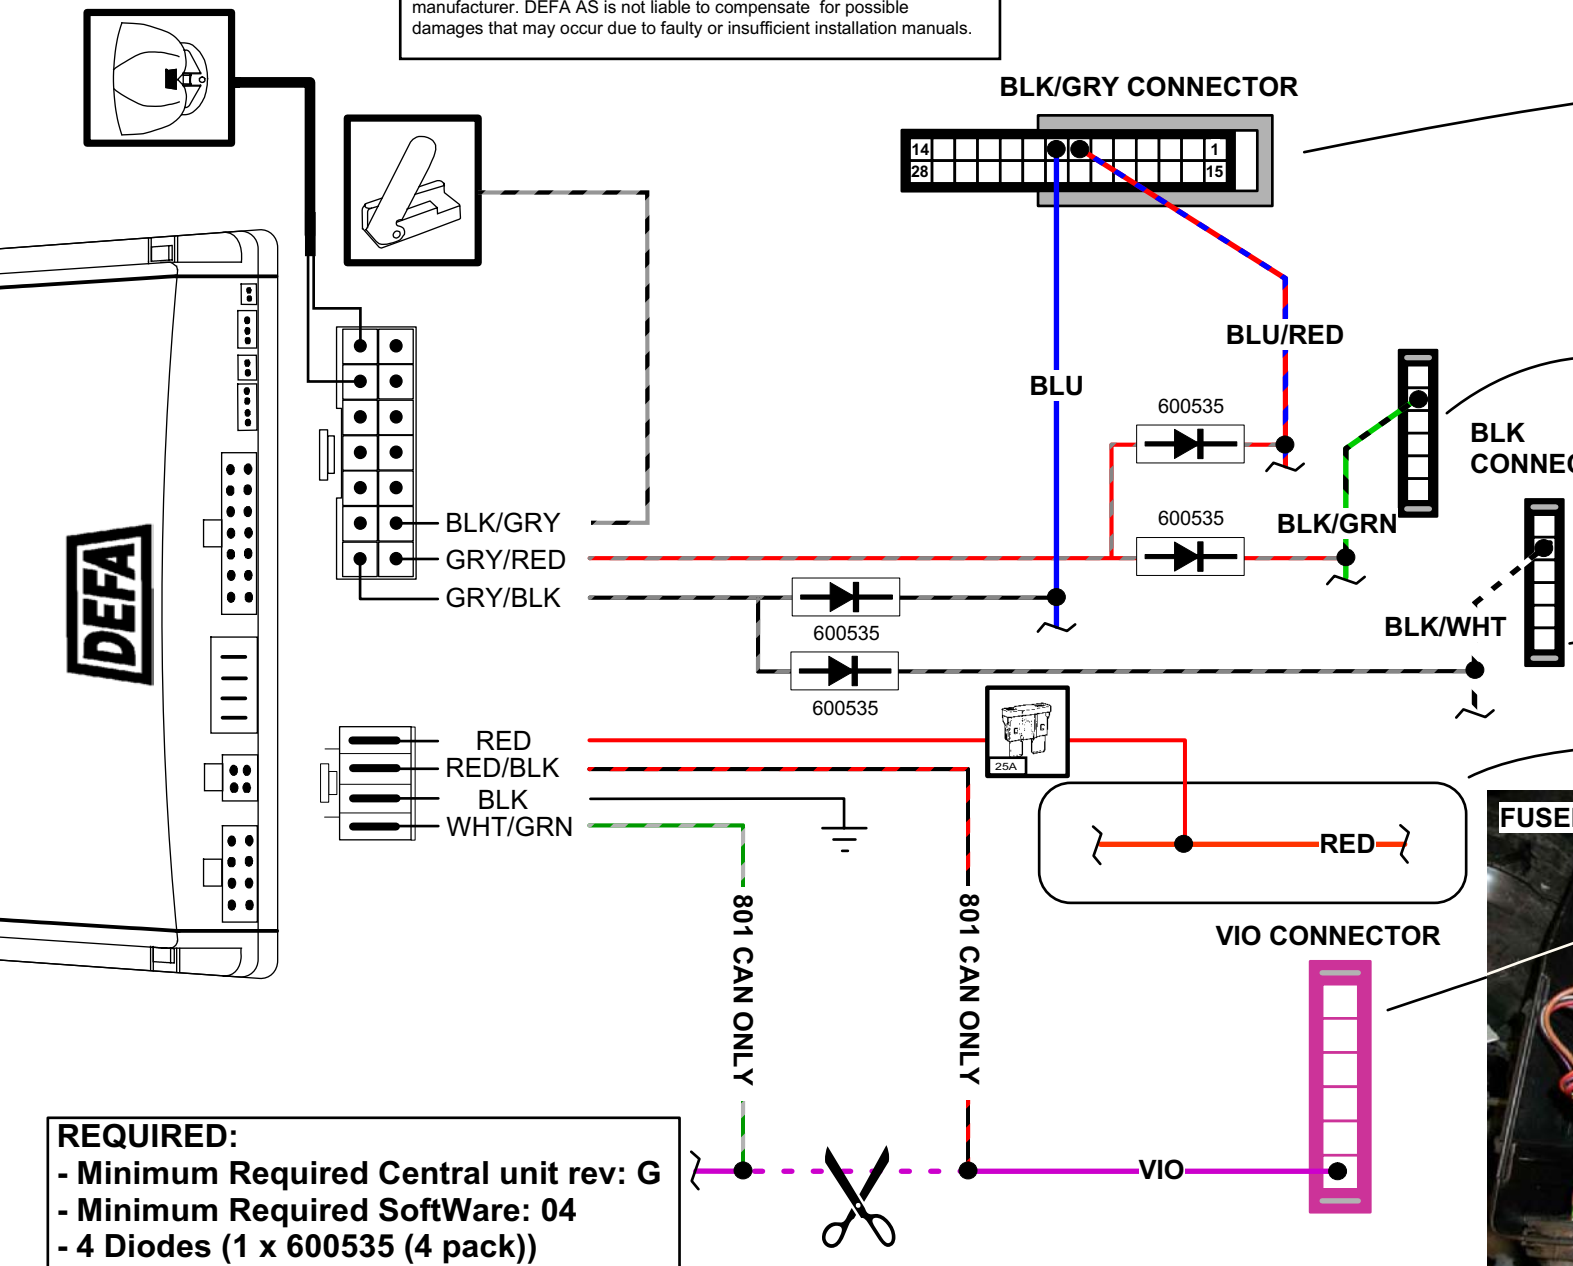 manufacturer. DEFA AS is not liable to compensate for possible
damages that may occur due to faulty or insufficient installation manuals.
BLK/GRY CONNECTOR
14
1
28
15
BLU/RED
BLU
600535
BLK
600535
BLK/GRN
BLK/GRY
GRY/RED
GRY/BLK
600535
BLK/WHT
600535
DEFA
RED
RED/BLK
BLK
WHT/GRN
25A
RED
801 CAN ONLY
801 CAN ONLY
VIO CONNECTOR
VIO
REQUIRED:
- Minimum Required Central unit rev: G
- Minimum Required SoftWare: 04
- 4 Diodes (1 x 600535 (4 pack))